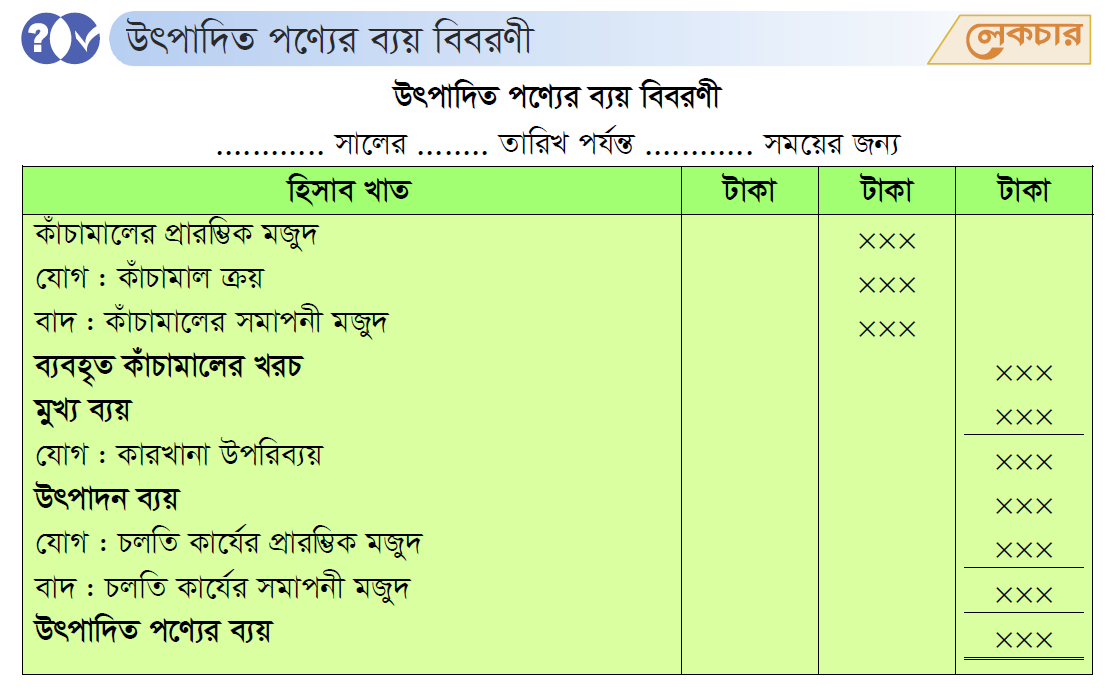 উৎপাদিত পণ্যের ব্যয় বিবরণী
লেকচার
উৎপাদিত পণ্যের ব্যয় বিবরণী
............ সালের ........ তারিখ পর্যন্ত ............ সময়ের জন্য
হিসাব খাত টাকা টাকা টাকা
কাঁচামালের প্রারম্ভিক মজুদ ×××
যোগ : কাঁচামাল ক্রয় ×××
বাদ : কাঁচামালের সমাপনী মজুদ ×××
ব্যবহৃত কাঁচামালের খরচ ×××
মুখ্য ব্যয় ×××
যোগ : কারখানা উপরিব্যয় ×××
উৎপাদন ব্যয় ×××
যোগ : চলতি কার্যের প্রারম্ভিক মজুদ ×××
বাদ : চলতি কার্যের সমাপনী মজুদ ×××
উৎপাদিত পণ্যের ব্যয় ×××